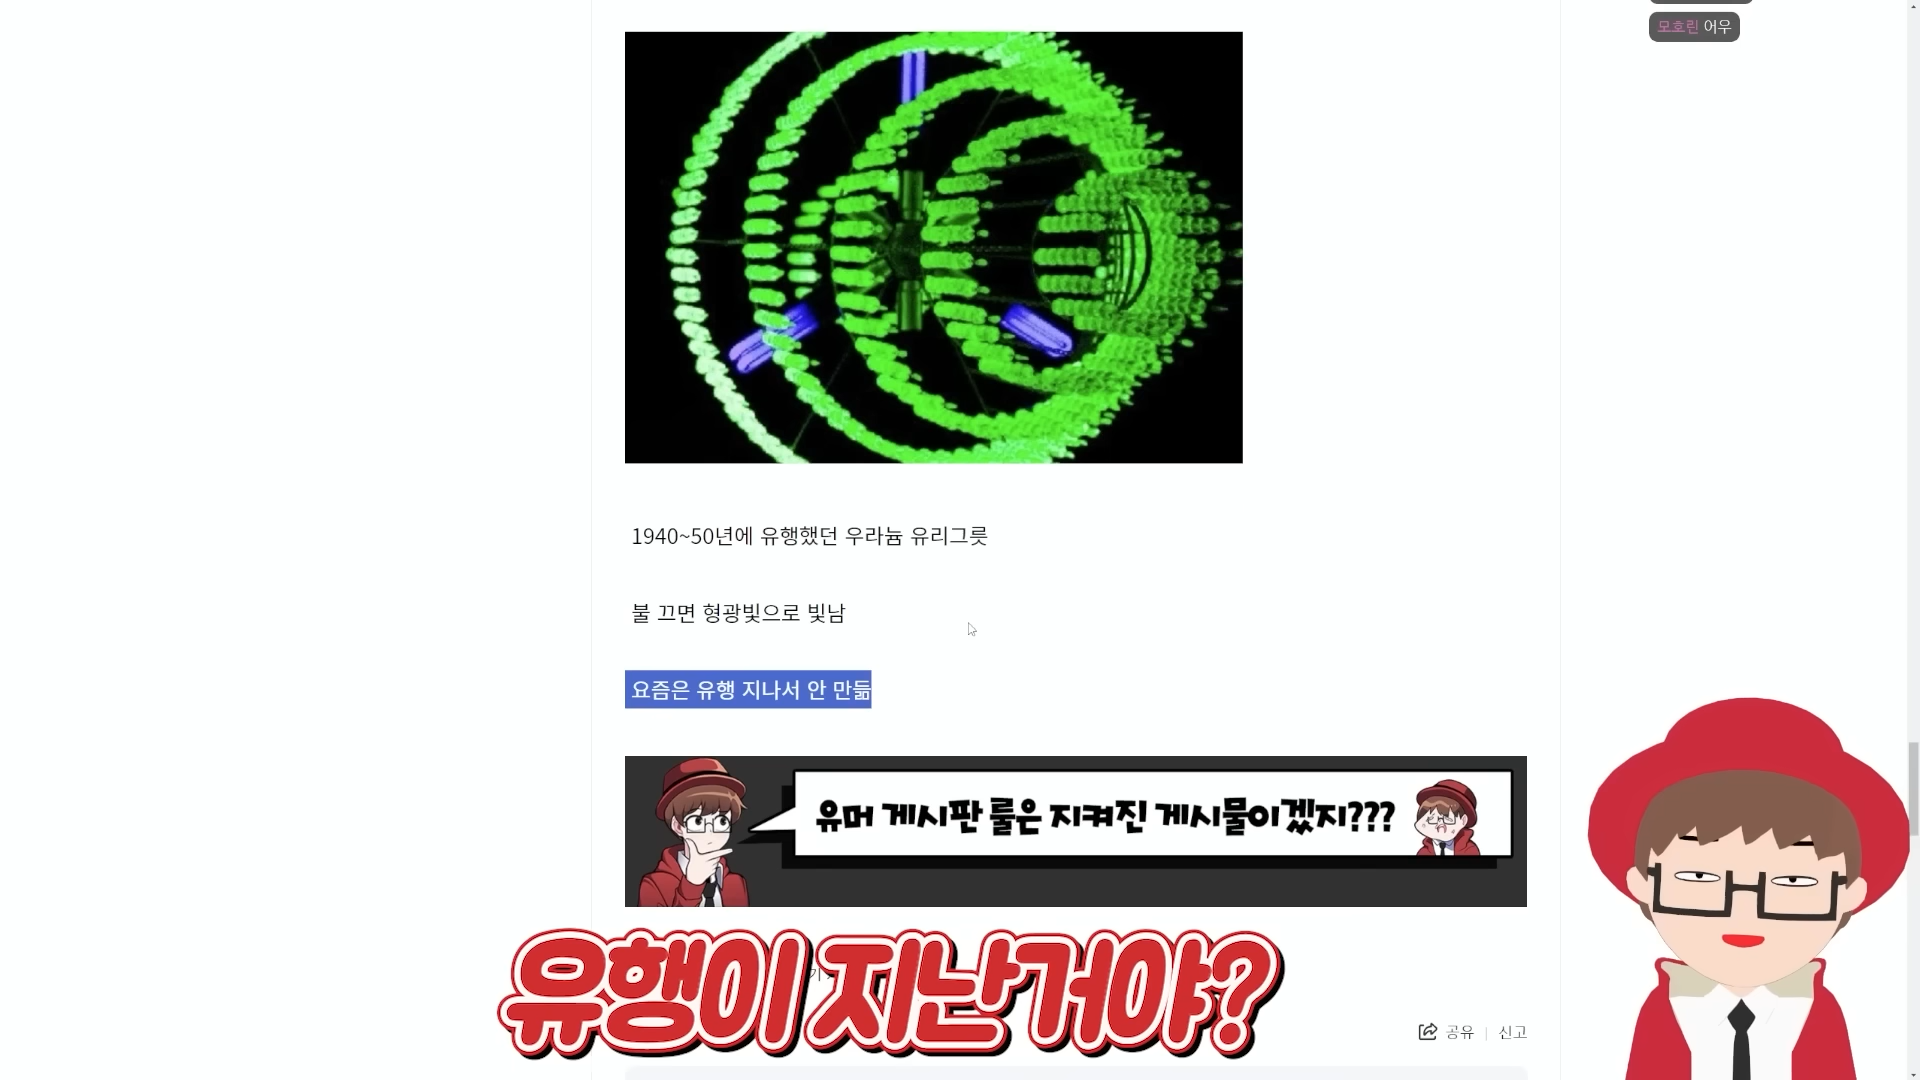 모호린 어우
1940~50년에 유행했던 우라늄 유리그릇
불 끄면 형광빛으로 빛남
요즘은 유행 지나서 안 만듦
유머 게시판 룰은 지켜진 게시물이겠지???
유행이 지난거야?
공유 | 신고